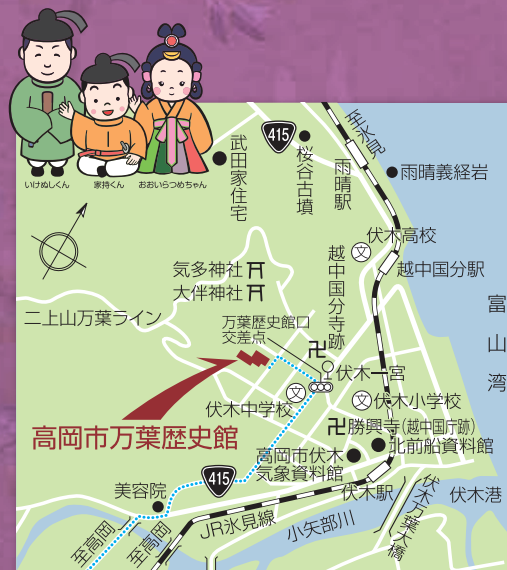 いけぬしくん
家持くん
おおいらつめちゃん
武田家住宅
415
桜谷古墳
雨晴駅
至氷見
雨晴義経岩
伏木高校
文
越中国分駅
越中国分寺跡
気多神社
大伴神社
二上山万葉ライン
万葉歴史館口
交差点
富山湾
卍
伏木一宮
文
伏木中学校
文
伏木小学校
卍勝興寺(越中国庁跡)
北前船資料館
高岡市万葉歴史館
高岡市伏木
気象資料館
415
美容院
伏木駅
伏木港
伏木万葉大橋
至高岡
至高岡
JR氷見線
小矢部川